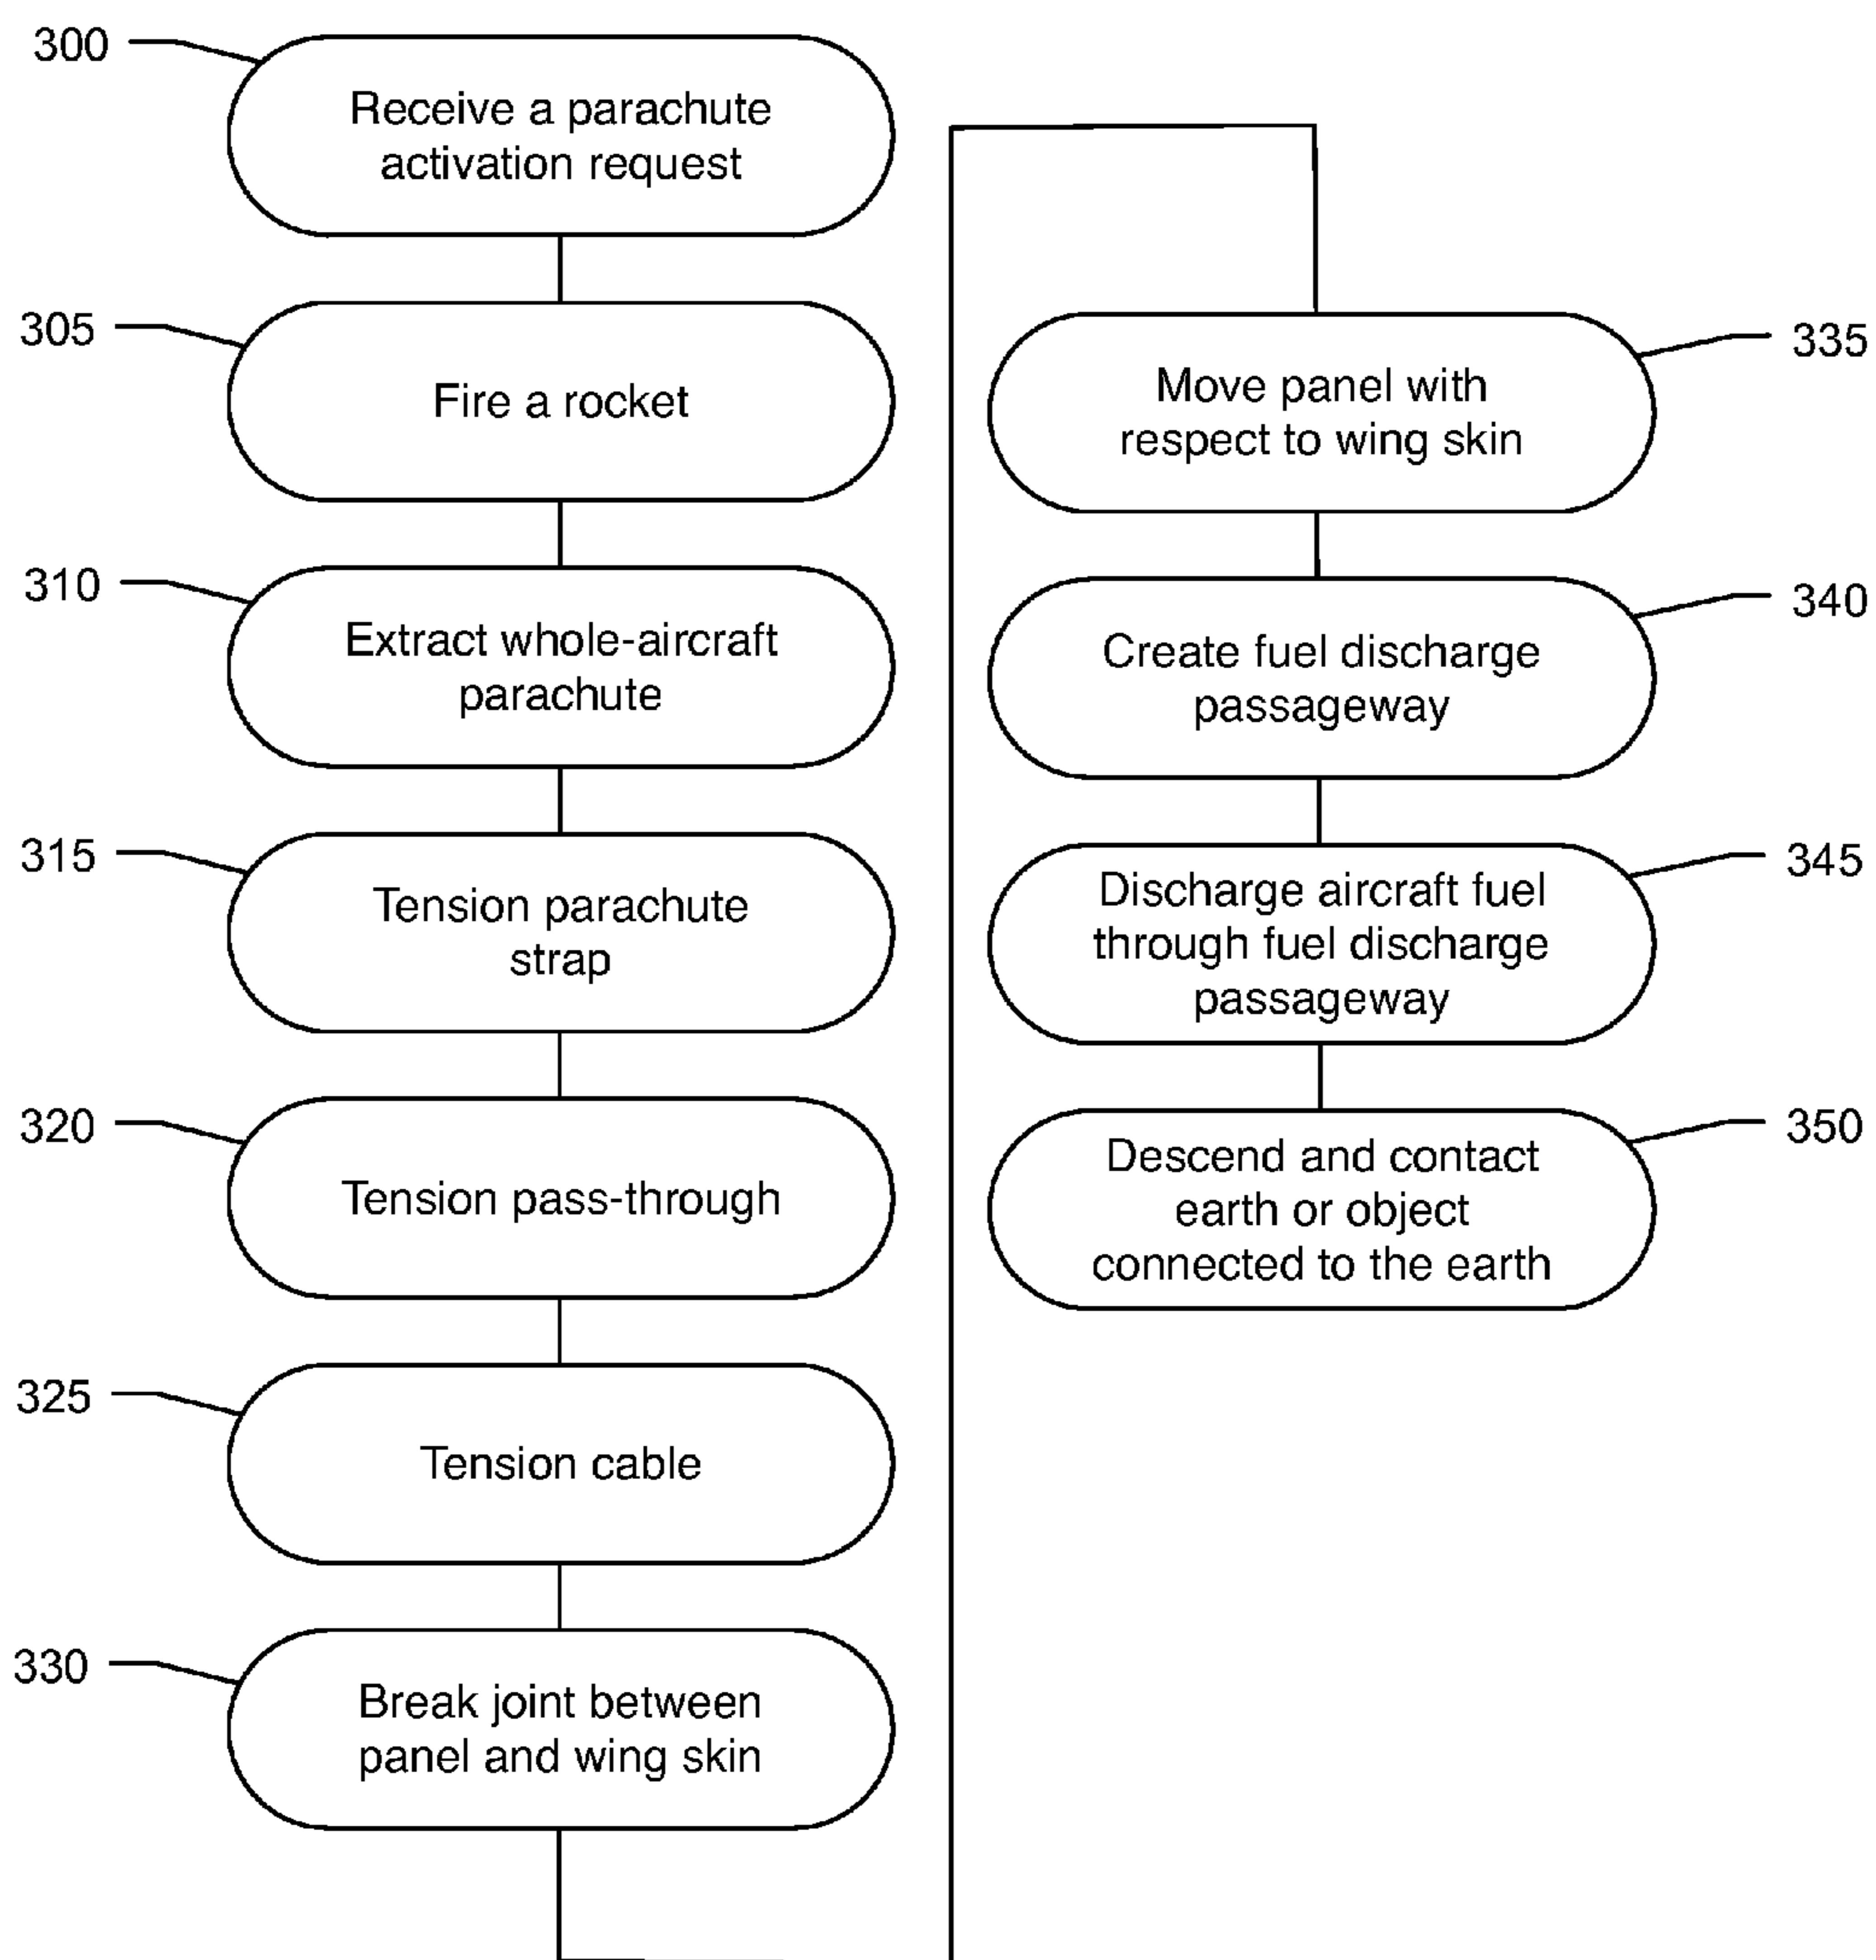 300
Receive a parachute
activation request
305
Fire a rocket
310
Extract whole-aircraft
parachute
315
Tension parachute
strap
320
Tension pass-through
325
Tension cable
330
Break joint between
panel and wing skin
335
Move panel with
respect to wing skin
340
Create fuel discharge
passageway
345
Discharge aircraft fuel
through fuel discharge
passageway
350
Descend and contact
earth or object
connected to the earth